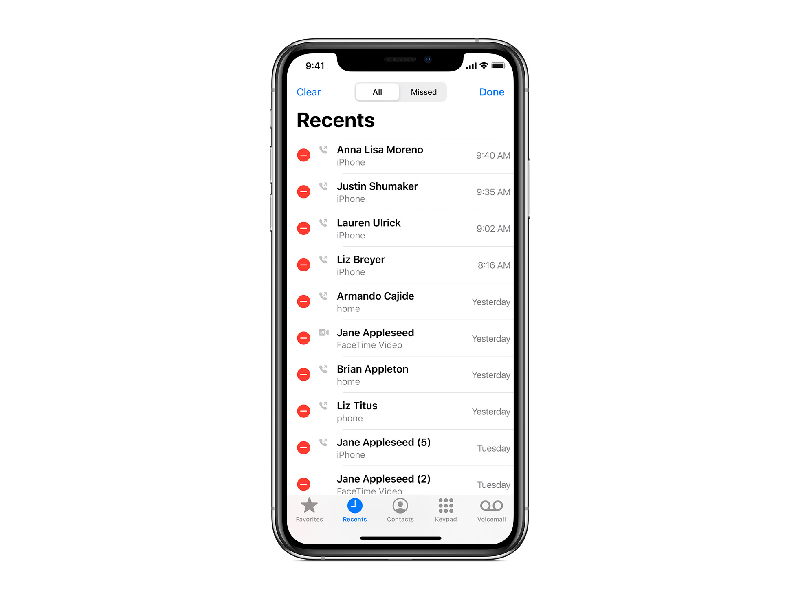 9:41
Clear
All
Missed
Done
Recents
Anna Lisa Moreno
iPhone
9:40 AM
Justin Shumaker
iPhone
9:35 AM
Lauren Ulrick
iPhone
9:02 AM
Liz Breyer
iPhone
8:16 AM
Armando Cajide
home
Yesterday
Jane Appleseed
FaceTime Video
Yesterday
Brian Appleton
home
Yesterday
Liz Titus
phone
Yesterday
Jane Appleseed (5)
iPhone
Tuesday
Jane Appleseed (2)
FaceTime Video
Tuesday
Favorites
Recents
Contacts
Keypad
Voicemail